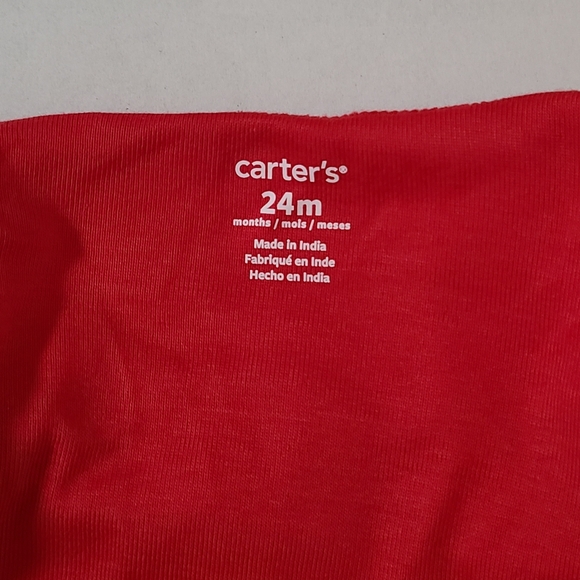 carter's®
24m
months / mois / meses
Made in India
Fabriqué en Inde
Hecho en India